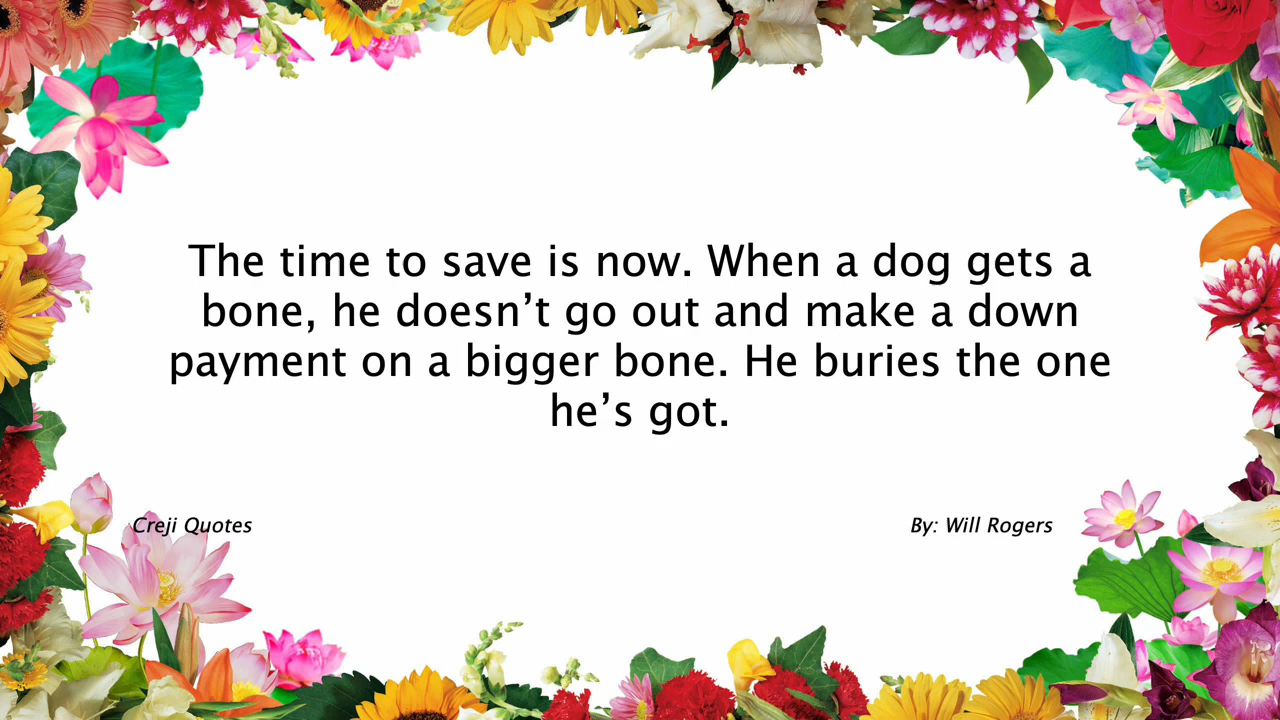 The time to save is now. When a dog gets a
bone, he doesn’t go out and make a down
payment on a bigger bone. He buries the one
he’s got.
Creji Quotes
By: Will Rogers